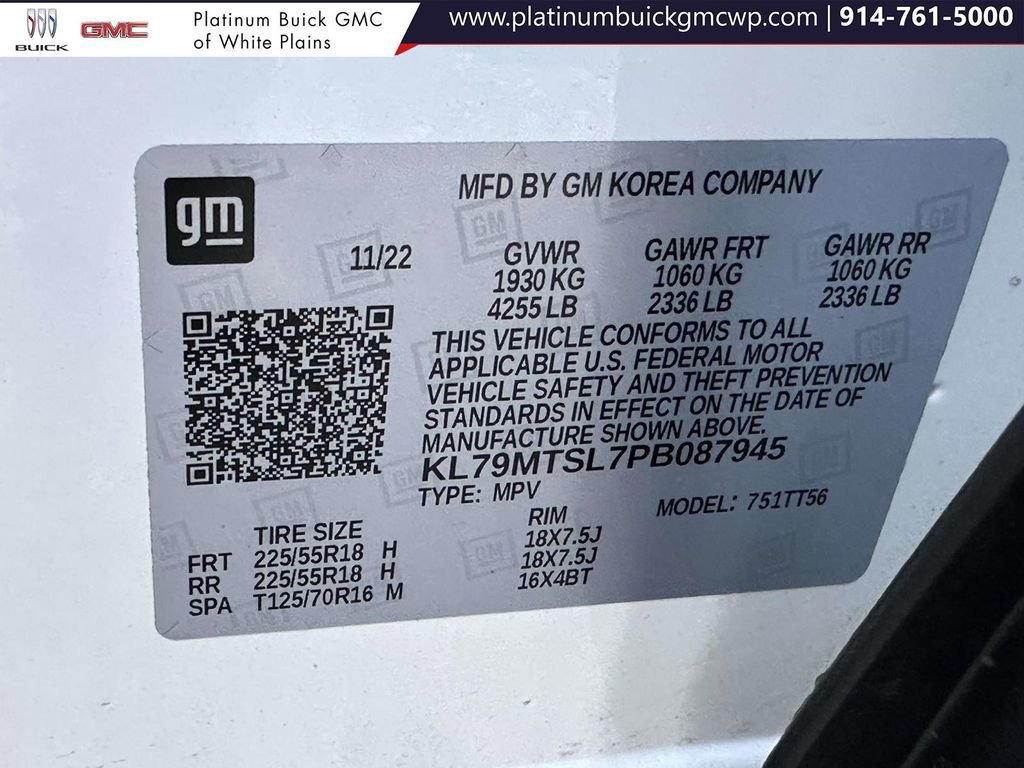 BUICK
GMC
Platinum Buick GMC
of White Plains
www.platinumbuickgmcwp.com | 914-761-5000
MFD BY GM KOREA COMPANY
gm
11/22
GVWR GAWR FRT GAWR RR
1930 KG 1060 KG 1060 KG
4255 LB 2336 LB 2336 LB
THIS VEHICLE CONFORMS TO ALL
APPLICABLE U.S. FEDERAL MOTOR
VEHICLE SAFETY AND THEFT PREVENTION
STANDARDS IN EFFECT ON THE DATE OF
MANUFACTURE SHOWN ABOVE.
KL79MTSL7PB087945
TYPE: MPV MODEL: 751TT56
TIRE SIZE RIM
FRT 225/55R18 H 18X7.5J
RR 225/55R18 H 18X7.5J
SPA T125/70R16 M 16X4BT